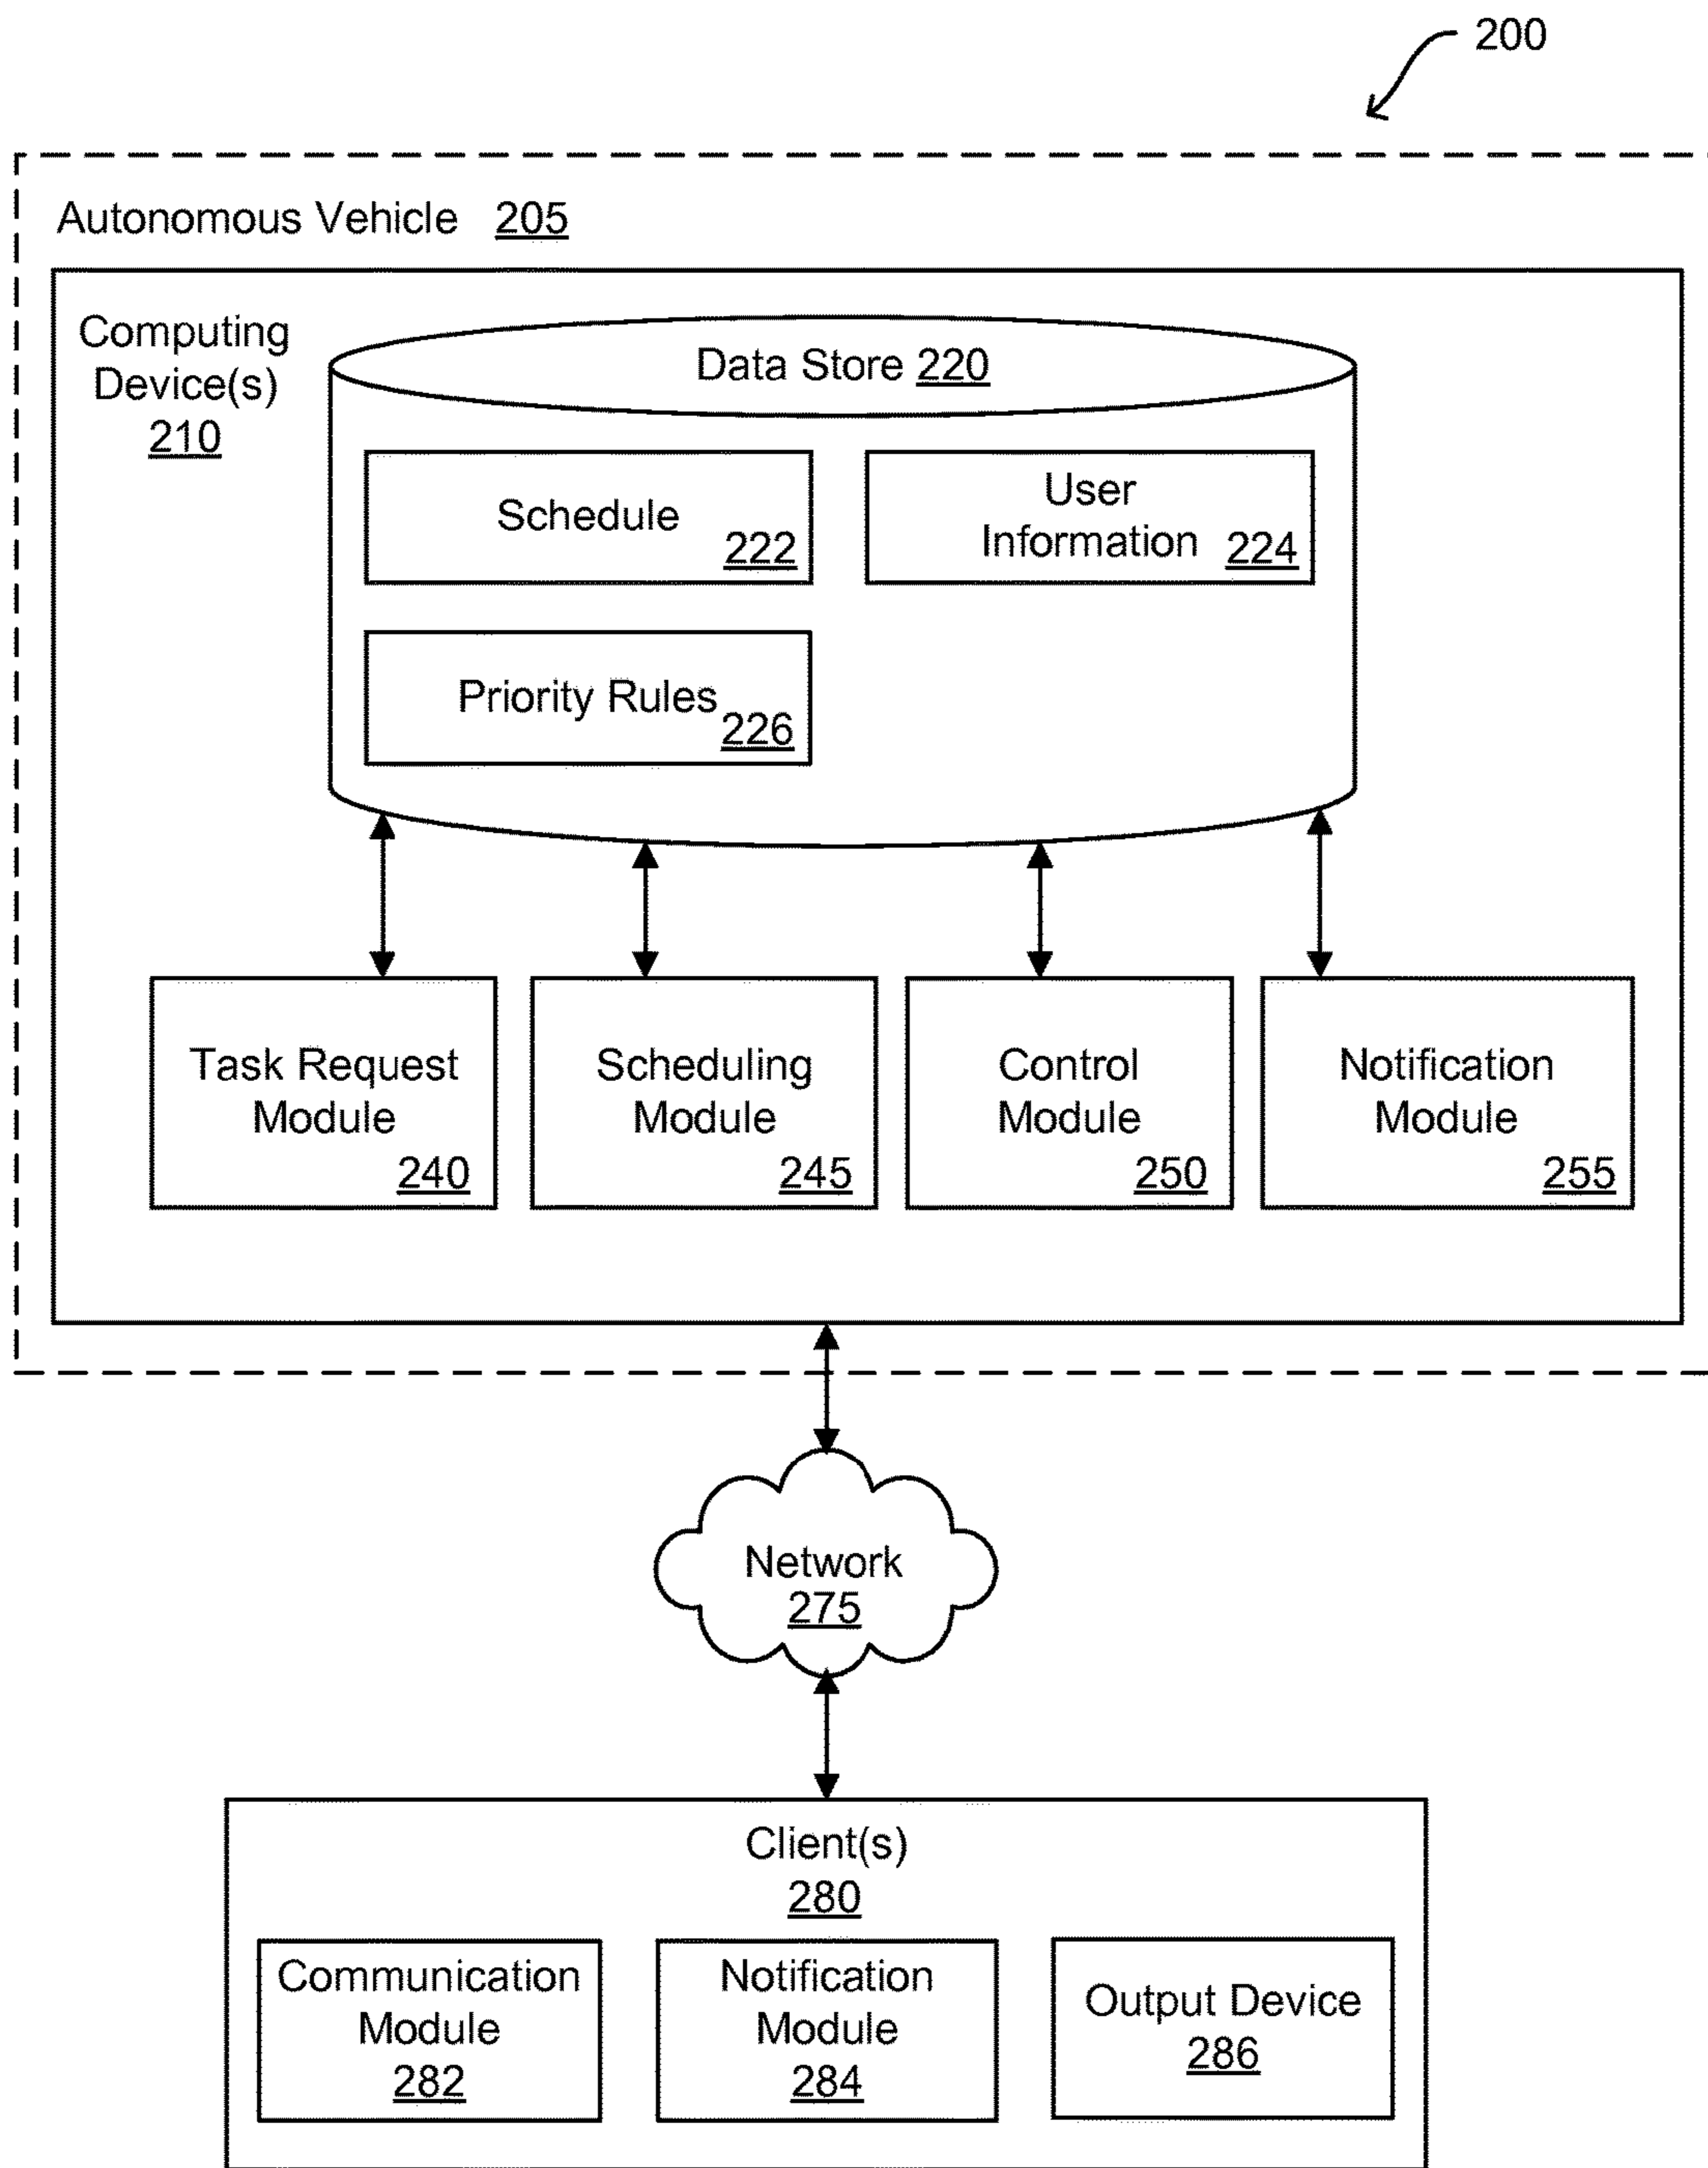 200
Autonomous Vehicle 205
Computing
Device(s)
210
Data Store 220
Schedule
222
User
Information 224
Priority Rules
226
Task Request
Module
240
Scheduling
Module
245
Control
Module
250
Notification
Module
255
Network
275
Client(s)
280
Communication
Module
282
Notification
Module
284
Output Device
286